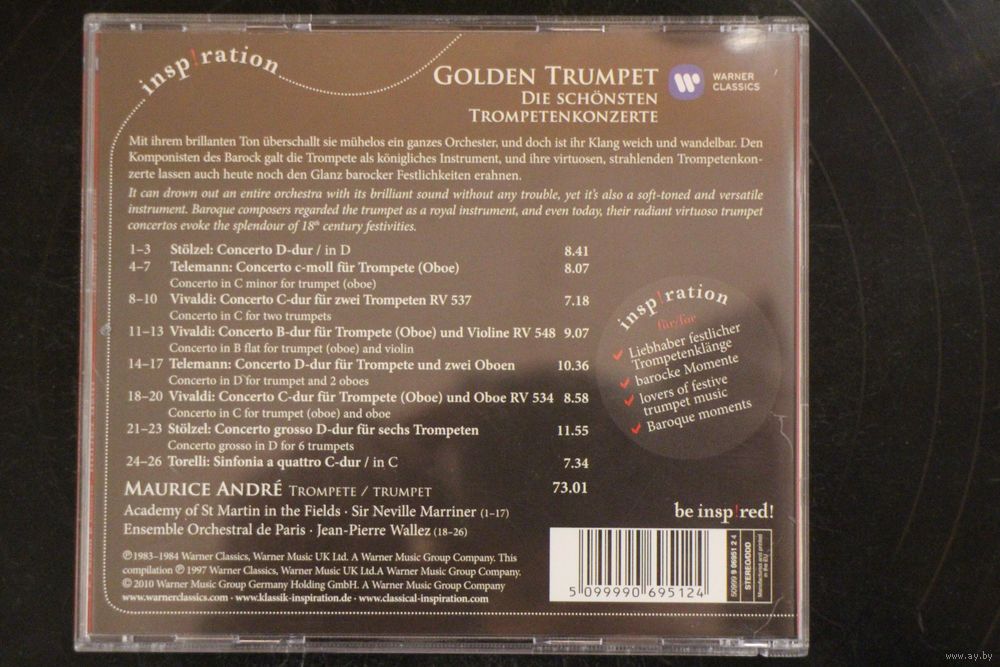 insp!ration
GOLDEN TRUMPET
DIE SCHÖNSTEN
TROMPETENKONZERTE
W
WARNER
CLASSICS
Mit ihrem brillanten Ton überschallt sie mühelos ein ganzes Orchester, und doch ist ihr Klang weich und wandelbar. Den
Komponisten des Barock galt die Trompete als königliches Instrument, und ihre virtuosen, strahlenden Trompetenkon-
zerte lassen auch heute noch den Glanz barocker Festlichkeiten erahnen.
It can drown out an entire orchestra with its brilliant sound without any trouble, yet it's also a soft-toned and versatile
instrument. Baroque composers regarded the trumpet as a royal instrument, and even today, their radiant virtuoso trumpet
concertos evoke the splendour of 18th century festivities.
1–3 Stölzel: Concerto D-dur / in D 8.41
4–7 Telemann: Concerto c-moll für Trompete (Oboe) 8.07
Concerto in C minor for trumpet (oboe)
8–10 Vivaldi: Concerto C-dur für zwei Trompeten RV 537 7.18
Concerto in C for two trumpets
11–13 Vivaldi: Concerto B-dur für Trompete (Oboe) und Violine RV 548 9.07
Concerto in B flat for trumpet (oboe) and violin
14–17 Telemann: Concerto D-dur für Trompete und zwei Oboen 10.36
Concerto in D for trumpet and 2 oboes
18–20 Vivaldi: Concerto C-dur für Trompete (Oboe) und Oboe RV 534 8.58
Concerto in C for trumpet (oboe) and oboe
21–23 Stölzel: Concerto grosso D-dur für sechs Trompeten 11.55
Concerto grosso in D for 6 trumpets
24–26 Torelli: Sinfonia a quattro C-dur / in C 7.34
MAURICE ANDRÉ TROMPETE / TRUMPET 73.01
Academy of St Martin in the Fields · Sir Neville Marriner (1–17)
Ensemble Orchestral de Paris · Jean-Pierre Wallez (18–26)
insp!ration
für/for
Liebhaber festlicher
Trompetenklänge
barocke Momente
lovers of festive
trumpet music
Baroque moments
be insp!red!
℗ 1983–1984 Warner Classics, Warner Music UK Ltd. A Warner Music Group Company. This
compilation ℗ 1997 Warner Classics, Warner Music UK Ltd.A Warner Music Group Company.
© 2010 Warner Music Group Germany Holding GmbH. A Warner Music Group Company
www.warnerclassics.com · www.klassik-inspiration.de · www.classical-inspiration.com
5 099990 695124
50999 9 06951 2 4
STEREO/DDD
Manufactured and printed
in the EU
www.ay.by